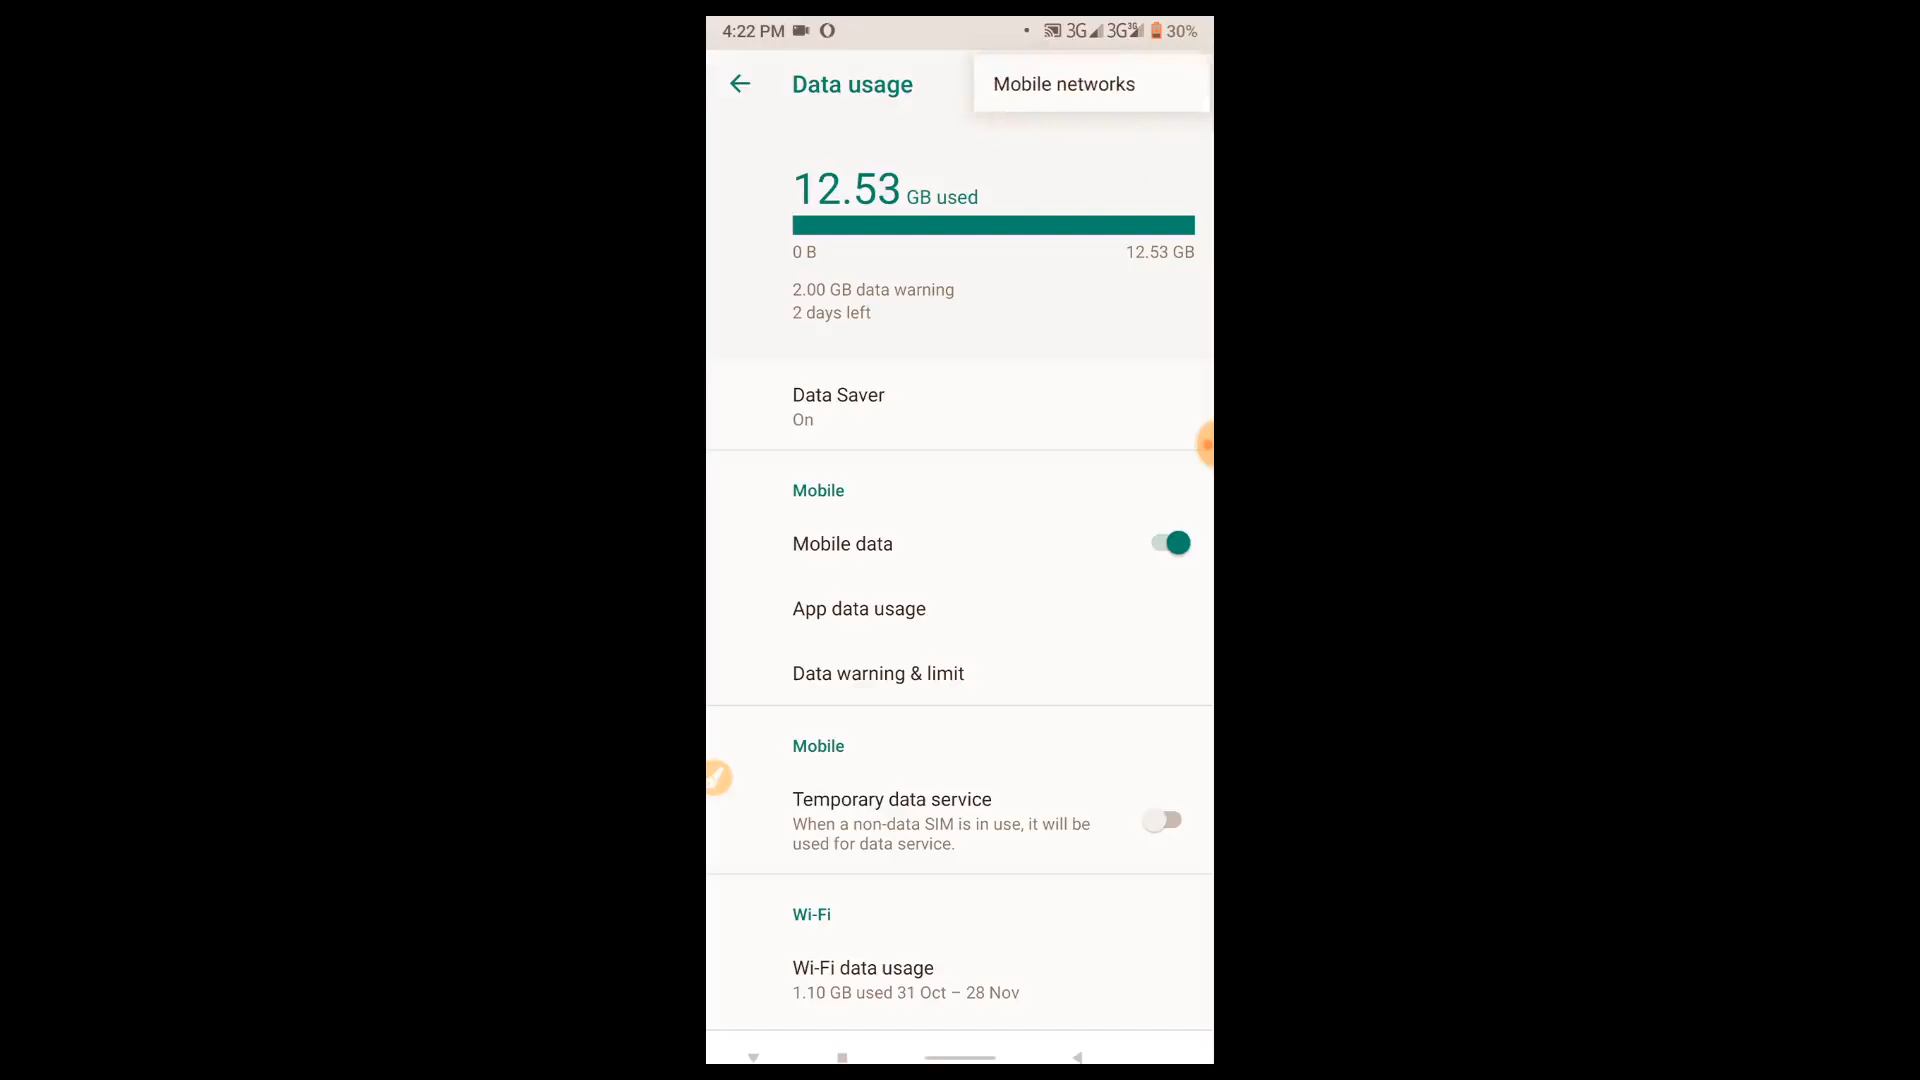 4:22 PM 3G 3G 3G 30%
Data usage
Mobile networks
12.53 GB used
0 B 12.53 GB
2.00 GB data warning
2 days left
Data Saver
On
Mobile
Mobile data
App data usage
Data warning & limit
Mobile
Temporary data service
When a non-data SIM is in use, it will be
used for data service.
Wi-Fi
Wi-Fi data usage
1.10 GB used 31 Oct – 28 Nov